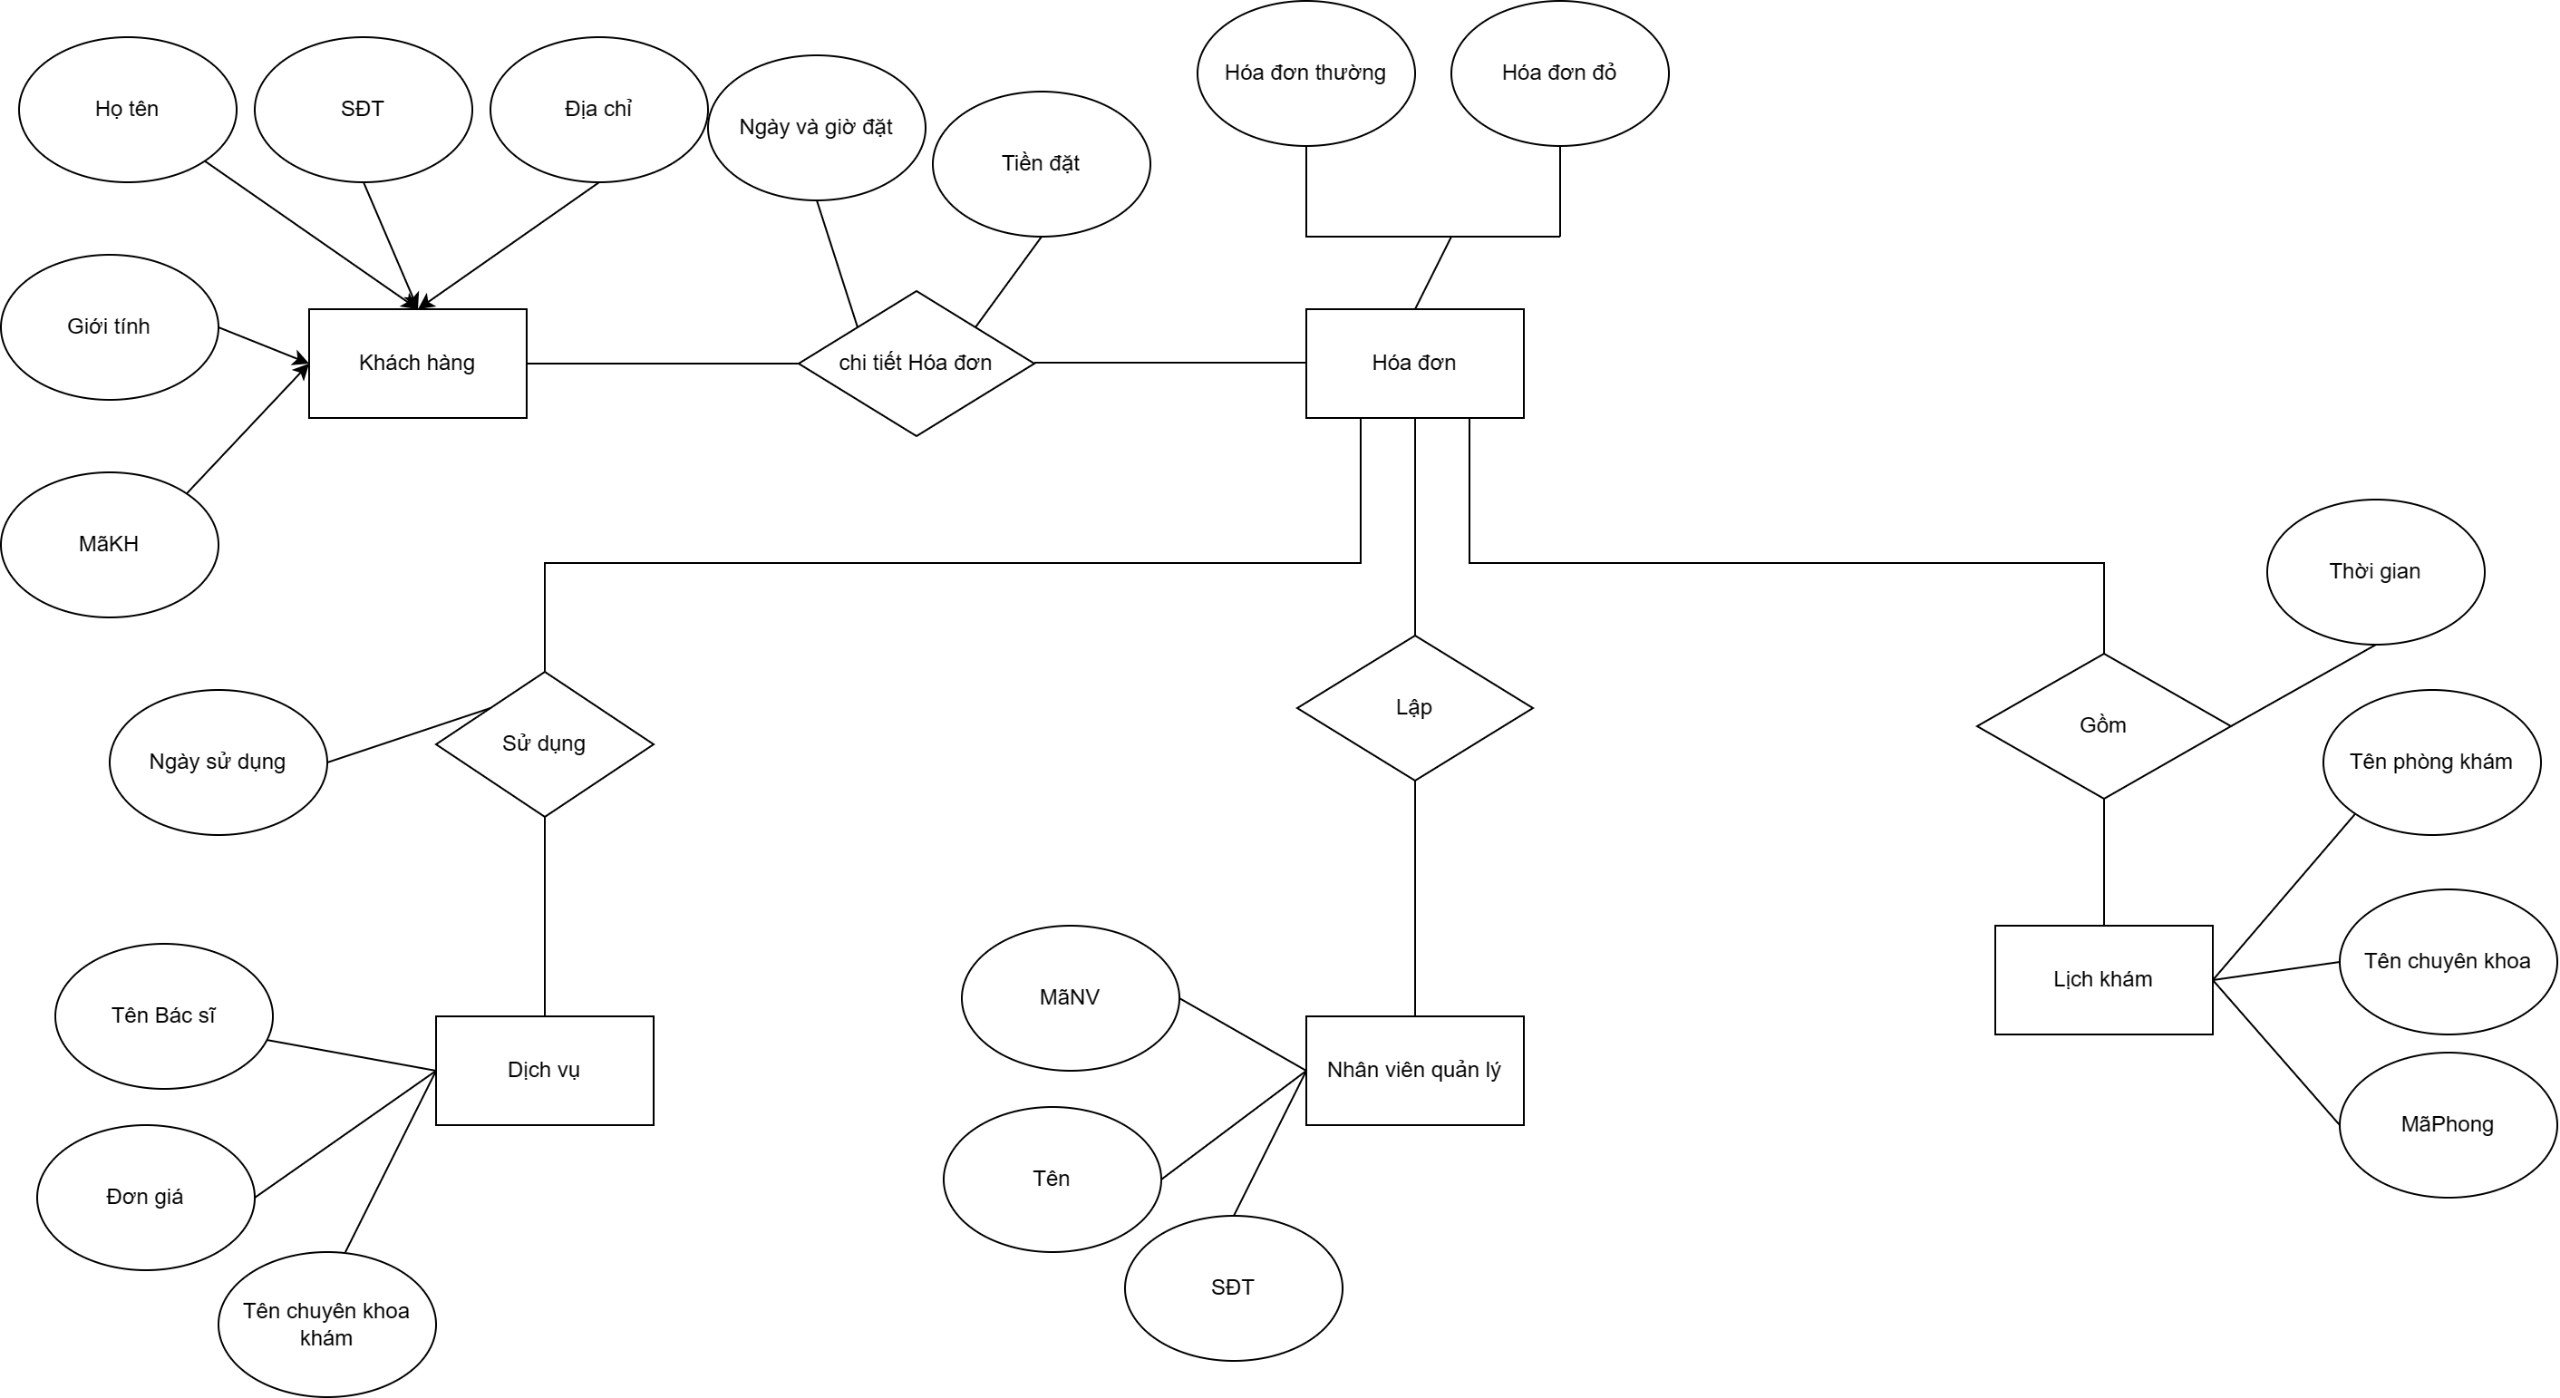 Hóa đơn thường
Hóa đơn đỏ
Họ tên
SĐT
Địa chỉ
Ngày và giờ đặt
Tiền đặt
Giới tính
Khách hàng
chi tiết Hóa đơn
Hóa đơn
MãKH
Thời gian
Lập
Gồm
Sử dụng
Ngày sử dụng
Tên phòng khám
Tên chuyên khoa
Lịch khám
MãNV
Tên Bác sĩ
Dịch vụ
Nhân viên quản lý
MãPhong
Tên
Đơn giá
SĐT
Tên chuyên khoa
khám